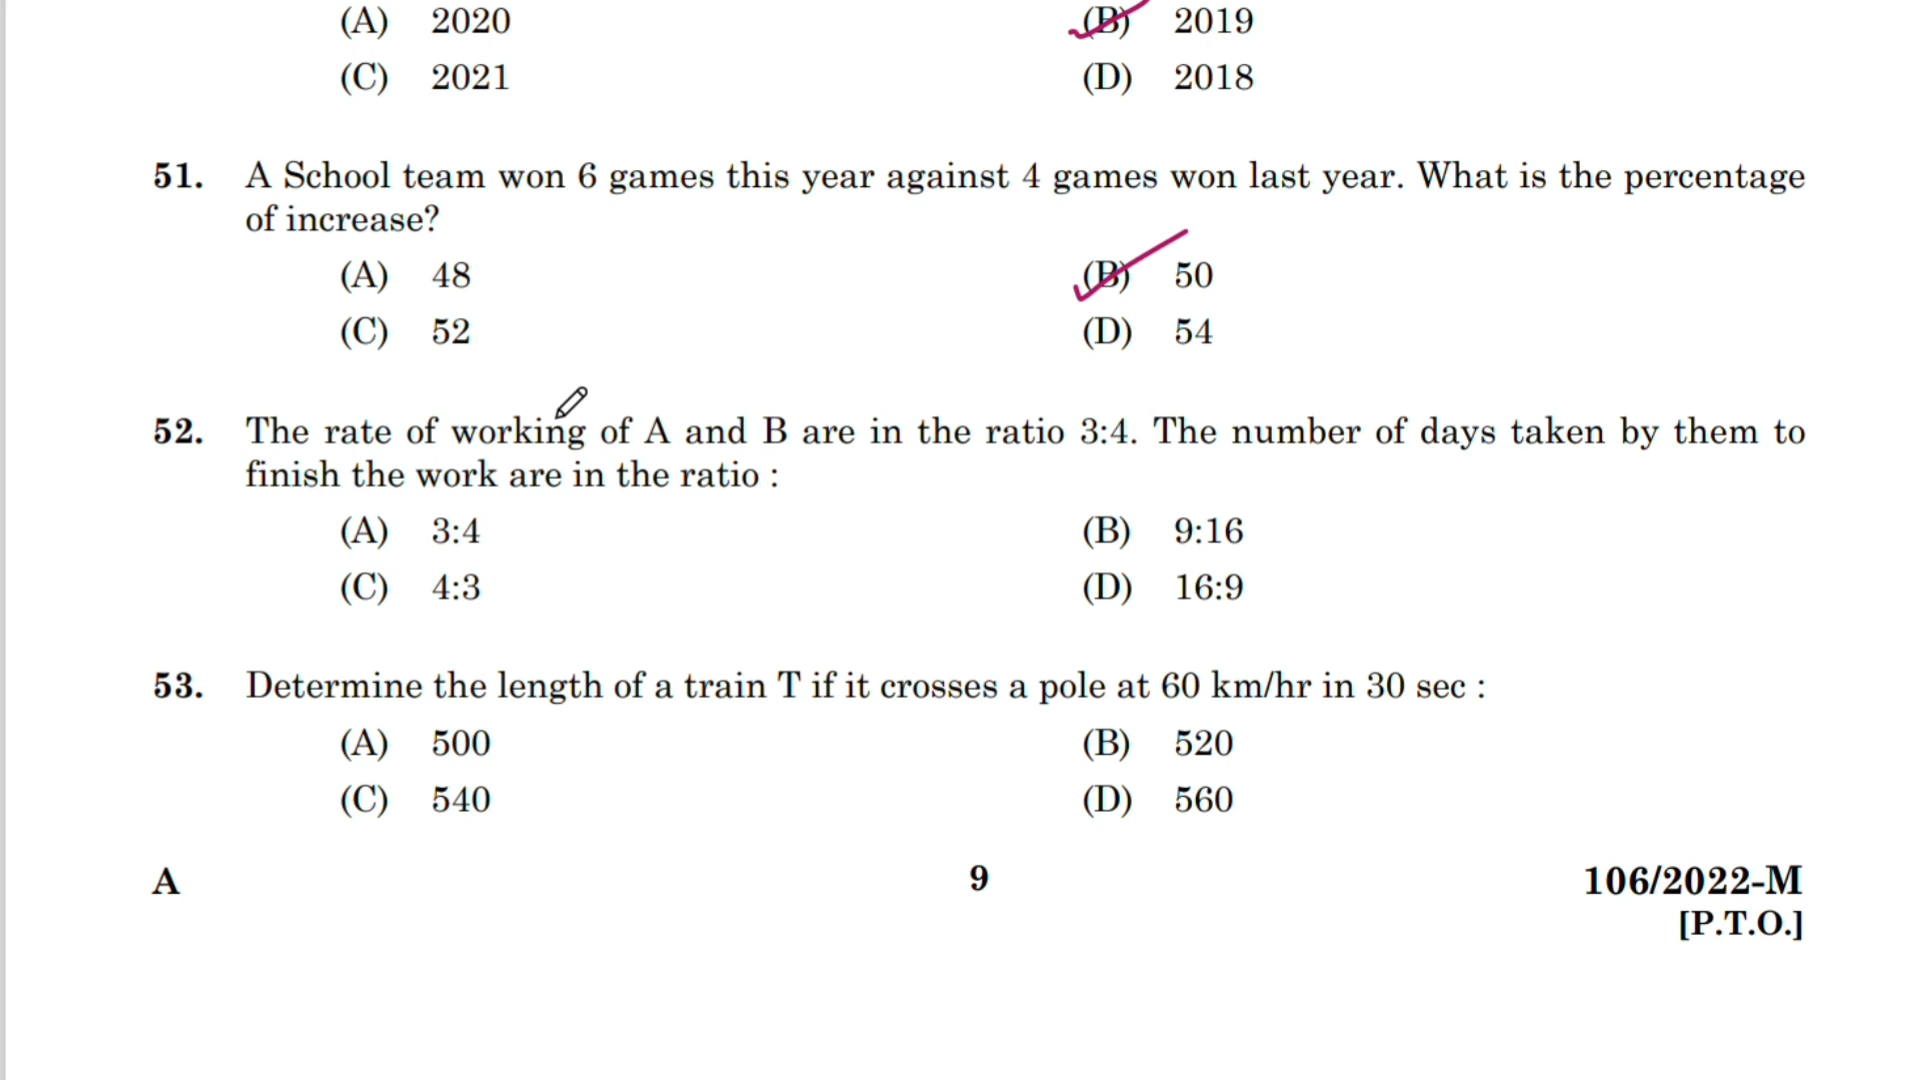 (A) 2020 (B) 2019
(C) 2021 (D) 2018
51. A School team won 6 games this year against 4 games won last year. What is the percentage
of increase?
(A) 48 (B) 50
(C) 52 (D) 54
52. The rate of working of A and B are in the ratio 3:4. The number of days taken by them to
finish the work are in the ratio :
(A) 3:4 (B) 9:16
(C) 4:3 (D) 16:9
53. Determine the length of a train T if it crosses a pole at 60 km/hr in 30 sec :
(A) 500 (B) 520
(C) 540 (D) 560
A 9 106/2022-M
[P.T.O.]